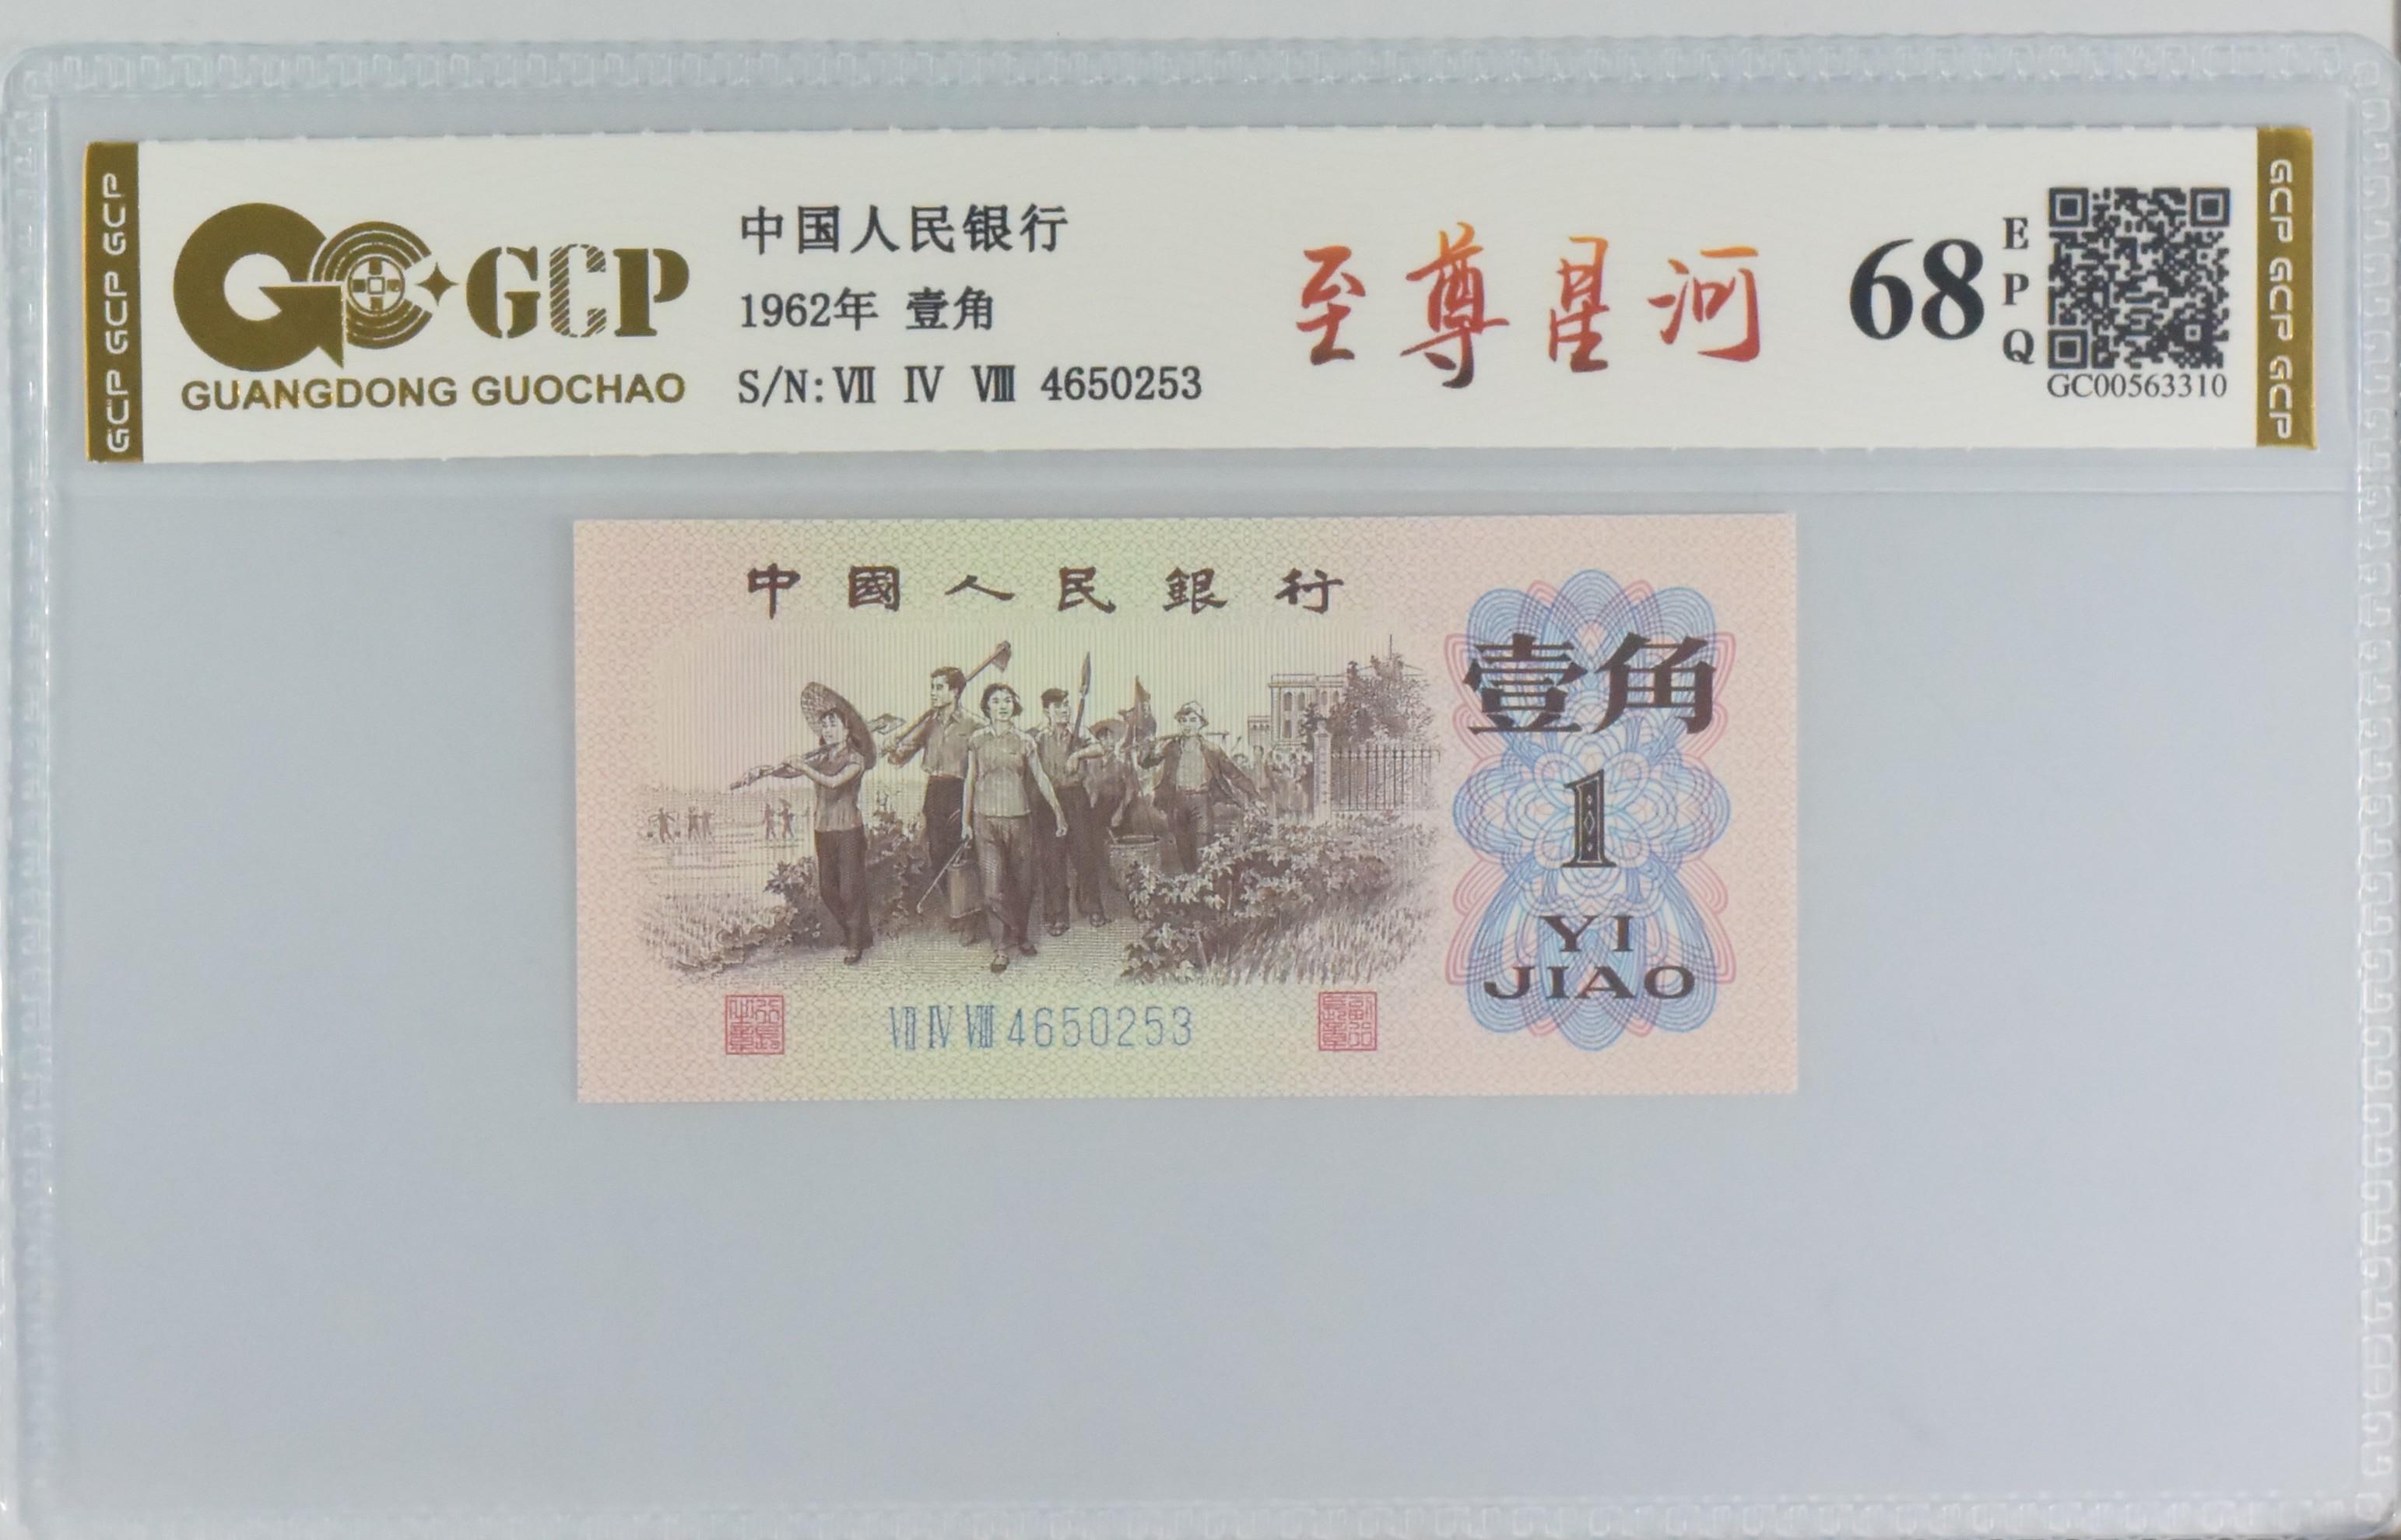 GCP GCP GCP
GCP
GUANGDONG GUOCHAO
中国人民银行
1962年 壹角
S/N: Ⅶ Ⅳ Ⅷ 4650253
至尊星河
68
EPQ
GC00563310
GCP GCP GCP
中國人民銀行
壹角
1
YI
JIAO
Ⅶ Ⅳ Ⅷ 4650253